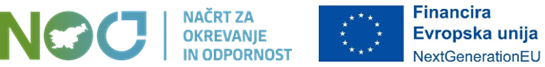 NOO
NAČRT ZA
OKREVANJE
IN ODPORNOST
Financira
Evropska unija
NextGenerationEU